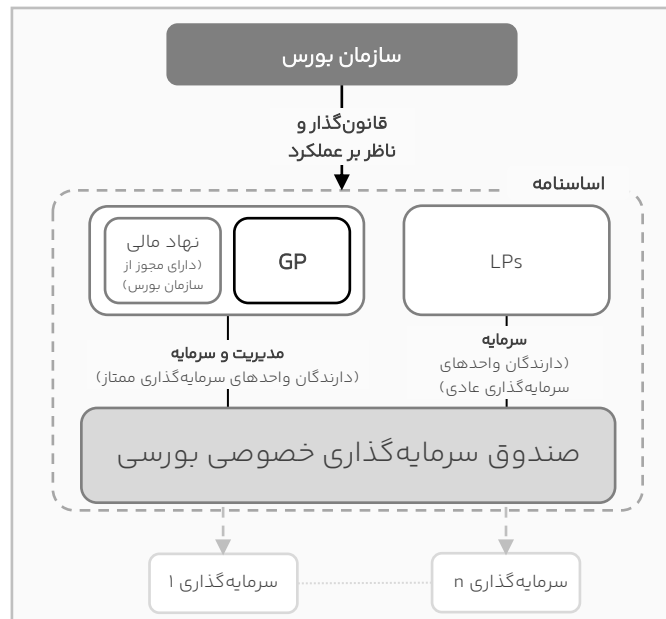 سازمان بورس
قانون‌گذار و
ناظر بر عملکرد
اساسنامه
LPs
GP
نهاد مالی
(دارای مجوز از
سازمان بورس)
سرمایه
(دارندگان واحدهای
سرمایه‌گذاری عادی)
مدیریت و سرمایه
(دارندگان واحدهای سرمایه‌گذاری ممتاز)
صندوق سرمایه‌گذاری خصوصی بورسی
سرمایه‌گذاری n
سرمایه‌گذاری ۱